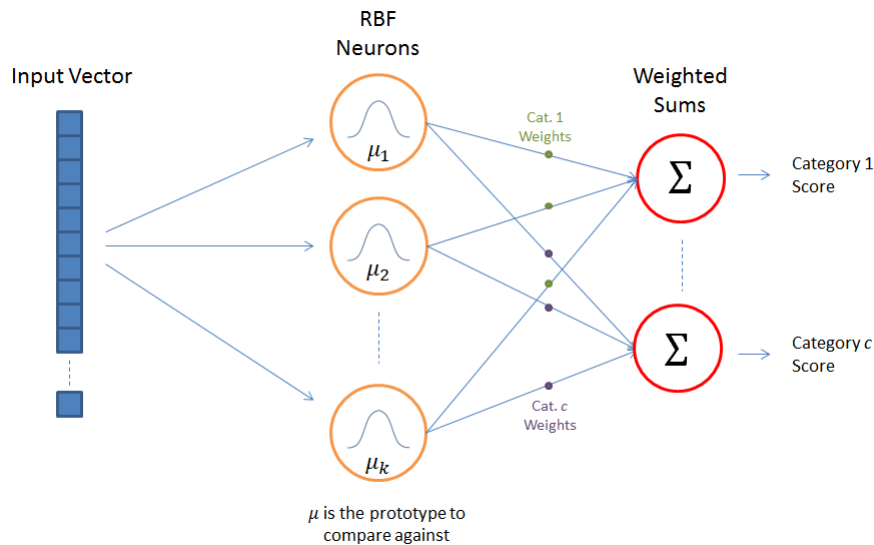 RBF
Neurons
Input Vector
Weighted
Sums
Cat. 1
Weights
μ1
Σ
Category 1
Score
μ2
Σ
Category c
Score
Cat. c
Weights
μk
μ is the prototype to
compare against